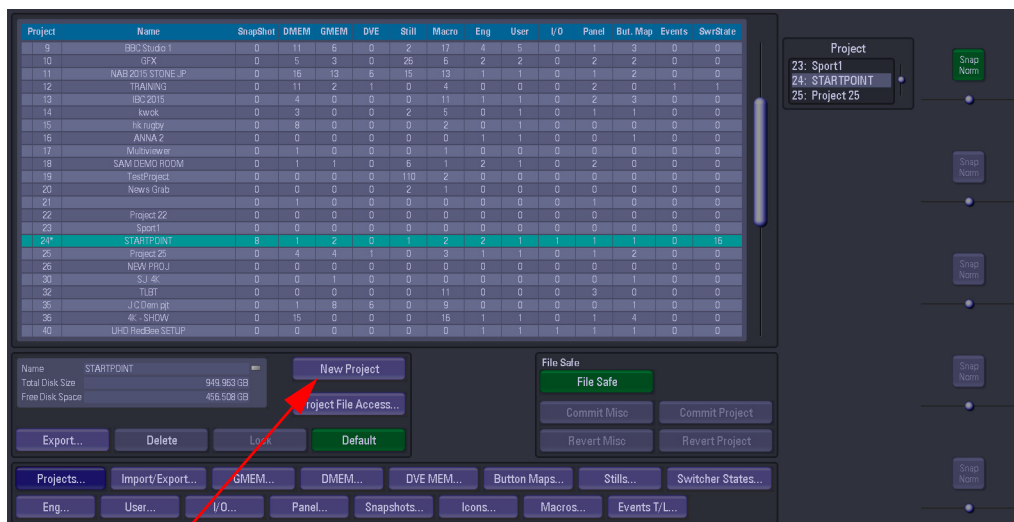 Project Name SnapShot DMEM GMEM DVE Still Macro Eng User I/O Panel But. Map Events SwrState
9 BBC Studio 1 0 11 6 0 2 17 4 5 0 1 3 0 0
10 GFX 0 5 3 0 26 6 2 2 0 2 2 0 0
11 NAB 2015 STONE JP 0 16 13 6 15 13 1 1 0 1 2 0 0
12 TRAINING 0 11 2 1 0 4 0 0 0 2 0 1 1
13 IBC 2015 0 4 0 0 0 11 1 1 0 2 3 0 0
14 kwok 0 3 0 0 2 5 0 1 0 1 1 0 0
15 hk rugby 0 8 0 0 0 2 0 1 0 0 0 0 0
16 ANNA 2 0 0 0 0 0 0 1 1 0 0 1 0 0
17 Multiviewer 0 1 0 0 0 1 0 0 0 0 0 0 0
18 SAM DEMO ROOM 0 1 1 0 6 1 2 1 0 2 0 0 0
19 TestProject 0 0 0 0 110 2 0 0 0 0 0 0 0
20 News Grab 0 0 0 0 2 1 0 0 0 0 0 0 0
21 0 1 0 0 0 0 0 0 0 1 0 0 0
22 Project 22 0 0 0 0 0 0 0 0 0 0 0 0 0
23 Sport1 0 0 0 0 0 0 0 0 0 0 0 0 0
24* STARTPOINT 8 1 2 0 1 2 2 1 1 1 1 0 16
25 Project 25 0 4 4 1 0 3 1 1 0 1 2 0 0
26 NEW PROJ 0 0 0 0 0 0 0 0 0 0 0 0 0
30 SJ 4K 0 0 1 0 0 0 0 0 0 0 1 0 0
32 TLBT 0 0 0 0 0 11 0 0 0 3 0 0 0
35 J C Dem pjt 0 1 8 6 0 9 0 0 0 0 1 0 0
36 4K - SHOW 0 15 0 0 0 16 1 1 0 1 4 0 0
40 UHD RedBee SETUP 0 0 0 0 0 0 1 1 1 1 1 0 0
Project
23: Sport1
24: STARTPOINT
25: Project 25
Snap Norm
Snap Norm
Snap Norm
Snap Norm
Snap Norm
Name STARTPOINT
Total Disk Size 949.963 GB
Free Disk Space 456.508 GB
New Project
Project File Access...
Export... Delete Lock Default
File Safe
File Safe
Commit Misc Commit Project
Revert Misc Revert Project
Projects... Import/Export... GMEM... DMEM... DVE MEM... Button Maps... Stills... Switcher States...
Eng... User... I/O... Panel... Snapshots... Icons... Macros... Events T/L...